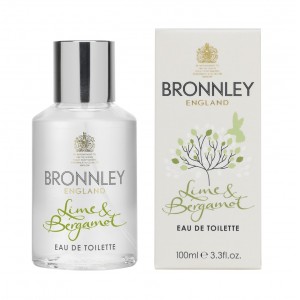 BRONNLEY
ENGLAND
Lime &
Bergamot
EAU DE TOILETTE
BRONNLEY
ENGLAND
Lime &
Bergamot
EAU DE TOILETTE
100ml ℮ 3.3fl.oz.